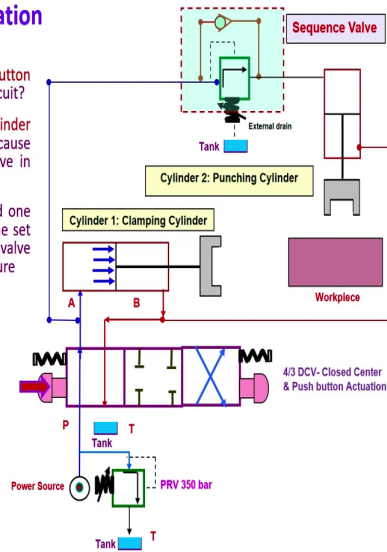 ation
utton
cuit?
linder
cause
ve in
d one
e set
valve
ure
Sequence Valve
External drain
Tank
Cylinder 2: Punching Cylinder
Cylinder 1: Clamping Cylinder
A
B
Workpiece
4/3 DCV- Closed Center
& Push button Actuation
P
T
Tank
Power Source
PRV 350 bar
Tank
T